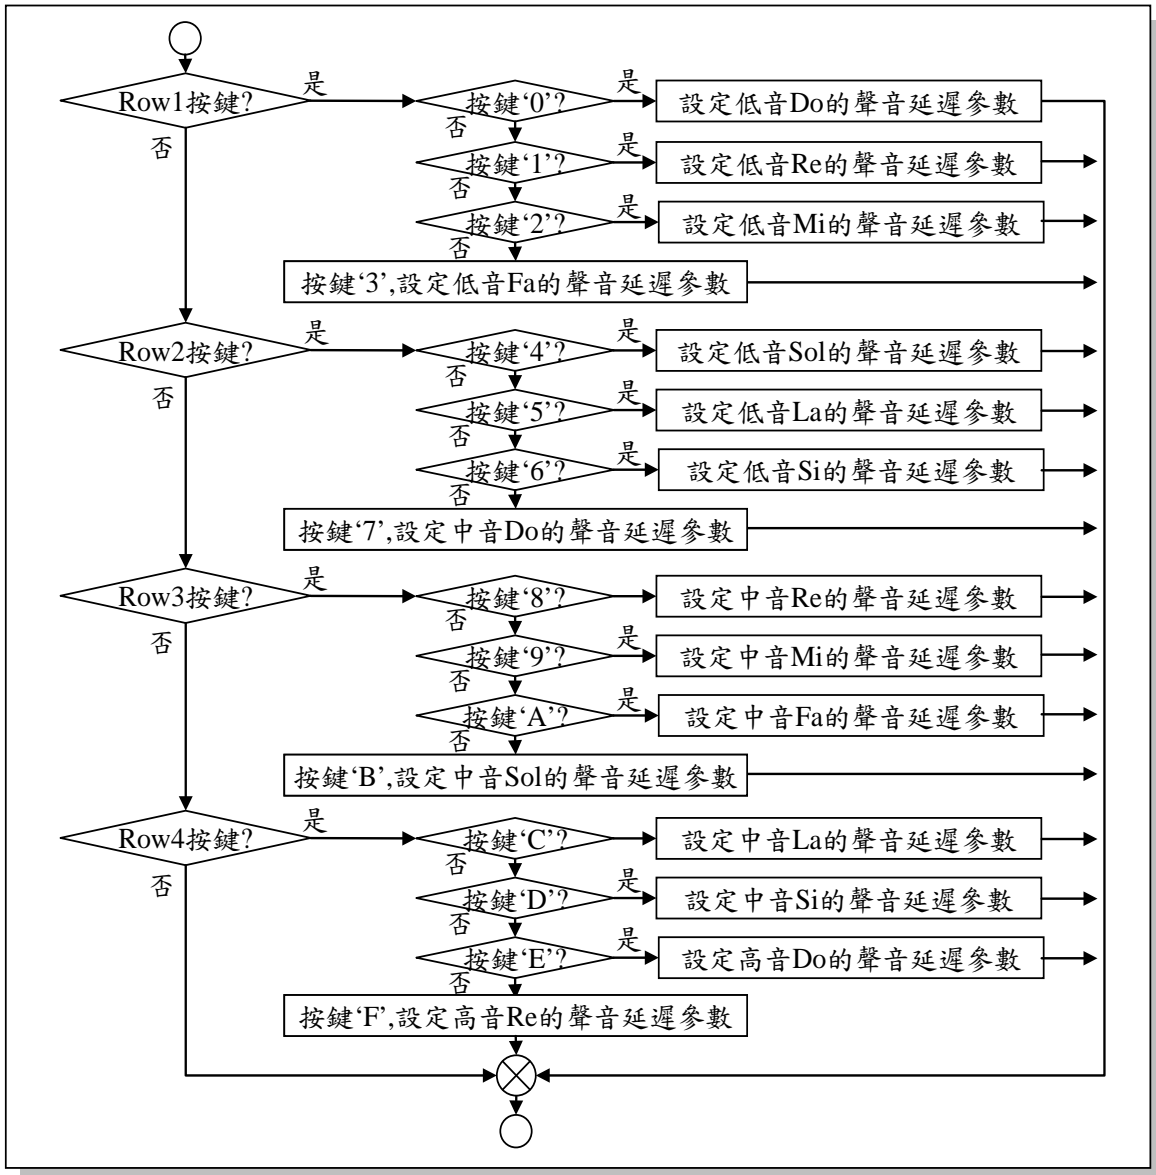 Row1按鍵?
是
按鍵‘0’?
是
設定低音Do的聲音延遲參數
否
否
按鍵‘1’?
是
設定低音Re的聲音延遲參數
否
按鍵‘2’?
是
設定低音Mi的聲音延遲參數
否
按鍵‘3’,設定低音Fa的聲音延遲參數
Row2按鍵?
是
按鍵‘4’?
是
設定低音Sol的聲音延遲參數
否
否
按鍵‘5’?
是
設定低音La的聲音延遲參數
否
按鍵‘6’?
是
設定低音Si的聲音延遲參數
否
按鍵‘7’,設定中音Do的聲音延遲參數
Row3按鍵?
是
按鍵‘8’?
設定中音Re的聲音延遲參數
否
否
按鍵‘9’?
是
設定中音Mi的聲音延遲參數
否
按鍵‘A’?
是
設定中音Fa的聲音延遲參數
否
按鍵‘B’,設定中音Sol的聲音延遲參數
Row4按鍵?
是
按鍵‘C’?
設定中音La的聲音延遲參數
否
否
按鍵‘D’?
是
設定中音Si的聲音延遲參數
否
按鍵‘E’?
是
設定高音Do的聲音延遲參數
否
按鍵‘F’,設定高音Re的聲音延遲參數